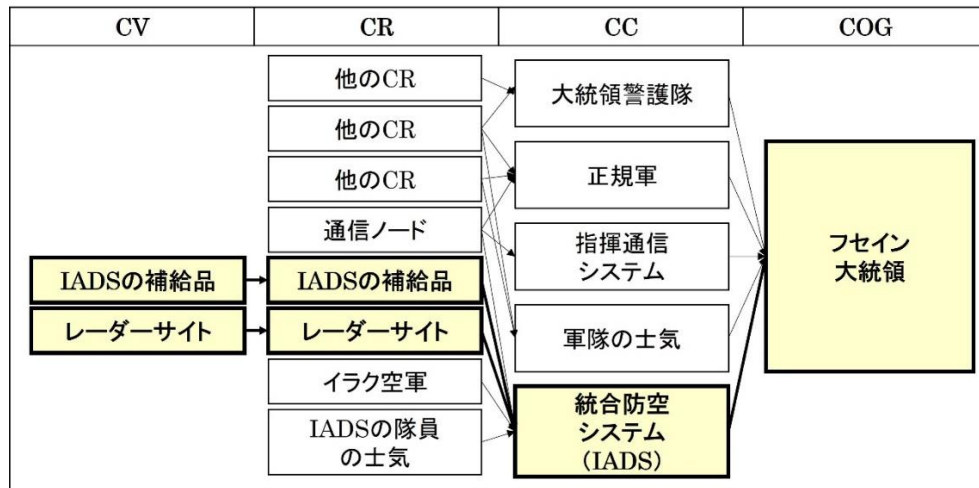 CV
CR
CC
COG
他のCR
他のCR
他のCR
通信ノード
IADSの補給品
レーダーサイト
イラク空軍
IADSの隊員
の士気
IADSの補給品
レーダーサイト
大統領警護隊
正規軍
指揮通信
システム
軍隊の士気
統合防空
システム
(IADS)
フセイン
大統領